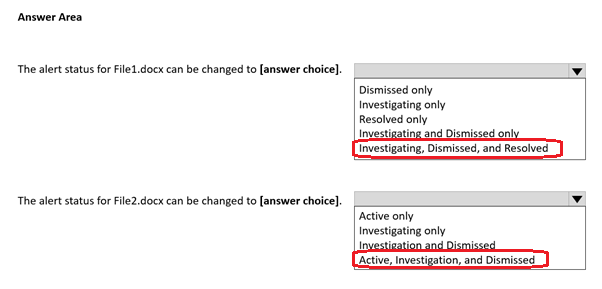 Answer Area
The alert status for File1.docx can be changed to [answer choice].
Dismissed only
Investigating only
Resolved only
Investigating and Dismissed only
Investigating, Dismissed, and Resolved
The alert status for File2.docx can be changed to [answer choice].
Active only
Investigating only
Investigation and Dismissed
Active, Investigation, and Dismissed